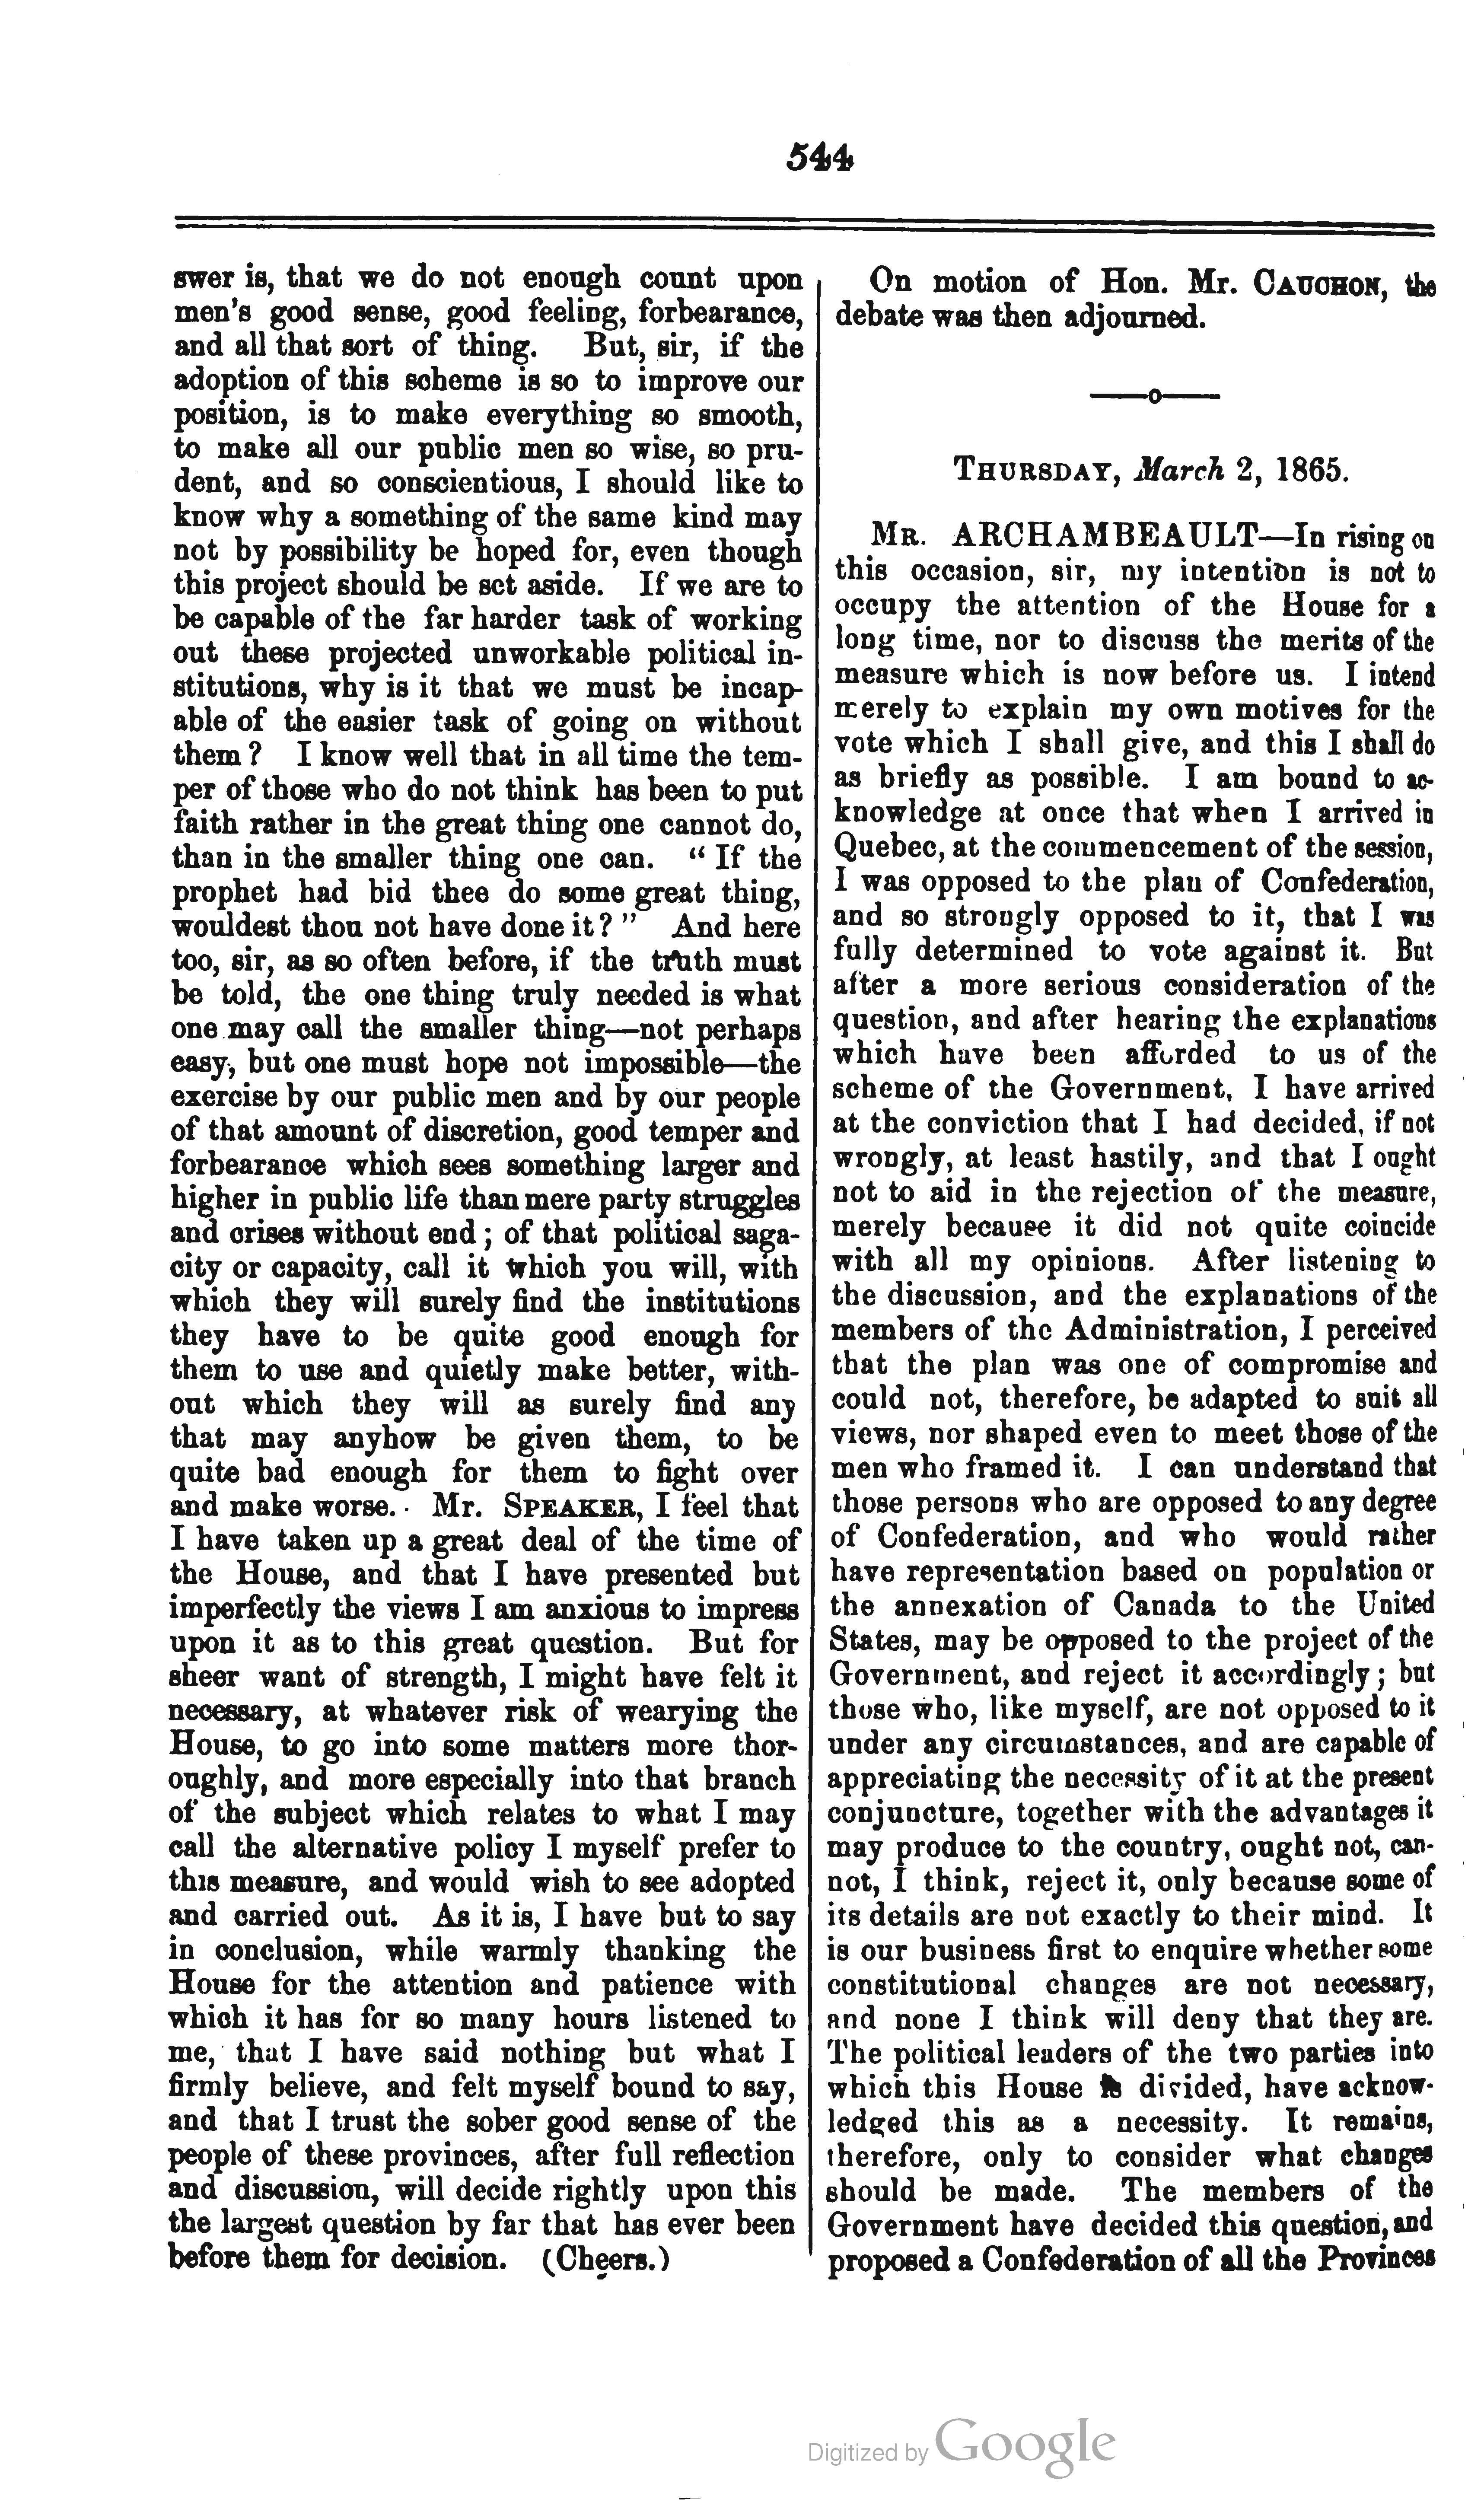 544
swer is, that we do not enough count upon
men's good sense, good feeling, forbearance,
and all that sort of thing. But, sir, if the
adoption of this scheme is so to improve our
position, is to make everything so smooth,
to make all our public men so wise, so pru-
dent, and so conscientious, I should like to
know why a something of the same kind may
not by possibility be hoped for, even though
this project should be set aside. If we are to
be capable of the far harder task of working
out these projected unworkable political in-
stitutions, why is it that we must be incap-
able of the easier task of going on without
them? I know well that in all time the tem-
per of those who do not think has been to put
faith rather in the great thing one cannot do,
than in the smaller thing one can. "If the
prophet had bid thee do some great thing,
wouldest thou not have done it?" And here
too, sir, as so often before, if the truth must
be told, the one thing truly needed is what
one may call the smaller thing—not perhaps
easy, but one must hope not impossible—the
exercise by our public men and by our people
of that amount of discretion, good temper and
forbearance which sees something larger and
higher in public life than mere party struggles
and crises without end; of that political saga-
city or capacity, call it which you will, with
which they will surely find the institutions
they have to be quite good enough for
them to use and quietly make better, with-
out which they will as surely find any
that may anyhow be given them, to be
quite bad enough for them to fight over
and make worse. Mr. SPEAKER, I feel that
I have taken up a great deal of the time of
the House, and that I have presented but
imperfectly the views I am anxious to impress
upon it as to this great question. But for
sheer want of strength, I might have felt it
necessary, at whatever risk of wearying the
House, to go into some matters more thor-
oughly, and more especially into that branch
of the subject which relates to what I may
call the alternative policy I myself prefer to
this measure, and would wish to see adopted
and carried out. As it is, I have but to say
in conclusion, while warmly thanking the
House for the attention and patience with
which it has for so many hours listened to
me, that I have said nothing but what I
firmly believe, and felt myself bound to say,
and that I trust the sober good sense of the
people of these provinces, after full reflection
and discussion, will decide rightly upon this
the largest question by far that has ever been
before them for decision. (Cheers.)
On motion of Hon. Mr. CAUCHON, the
debate was then adjourned.
THURSDAY, March 2, 1865.
MR. ARCHAMBEAULT—In rising on
this occasion, sir, my intention is not to
occupy the attention of the House for a
long time, nor to discuss the merits of the
measure which is now before us. I intend
merely to explain my own motives for the
vote which I shall give, and this I shall do
as briefly as possible. I am bound to ac-
knowledge at once that when I arrived in
Quebec, at the commencement of the session,
I was opposed to the plan of Confederation,
and so strongly opposed to it, that I was
fully determined to vote against it. But
after a more serious consideration of the
question, and after hearing the explanations
which have been afforded to us of the
scheme of the Government, I have arrived
at the conviction that I had decided, if not
wrongly, at least hastily, and that I ought
not to aid in the rejection of the measure,
merely because it did not quite coincide
with all my opinions. After listening to
the discussion, and the explanations of the
members of the Administration, I perceived
that the plan was one of compromise and
could not, therefore, be adapted to suit all
views, nor shaped even to meet those of the
men who framed it. I can understand that
those persons who are opposed to any degree
of Confederation, and who would rather
have representation based on population or
the annexation of Canada to the United
States, may be opposed to the project of the
Government, and reject it accordingly; but
those who, like myself, are not opposed to it
under any circumstances, and are capable of
appreciating the necessity of it at the present
conjuncture, together with the advantages it
may produce to the country, ought not, can-
not, I think, reject it, only because some of
its details are not exactly to their mind. It
is our business first to enquire whether some
constitutional changes are not necessary,
and none I think will deny that they are.
The political leaders of the two parties into
which this House is divided, have acknow-
ledged this as a necessity. It remains,
therefore, only to consider what changes
should be made. The members of the
Government have decided this question, and
proposed a Confederation of all the Provinces
Digitized by Google